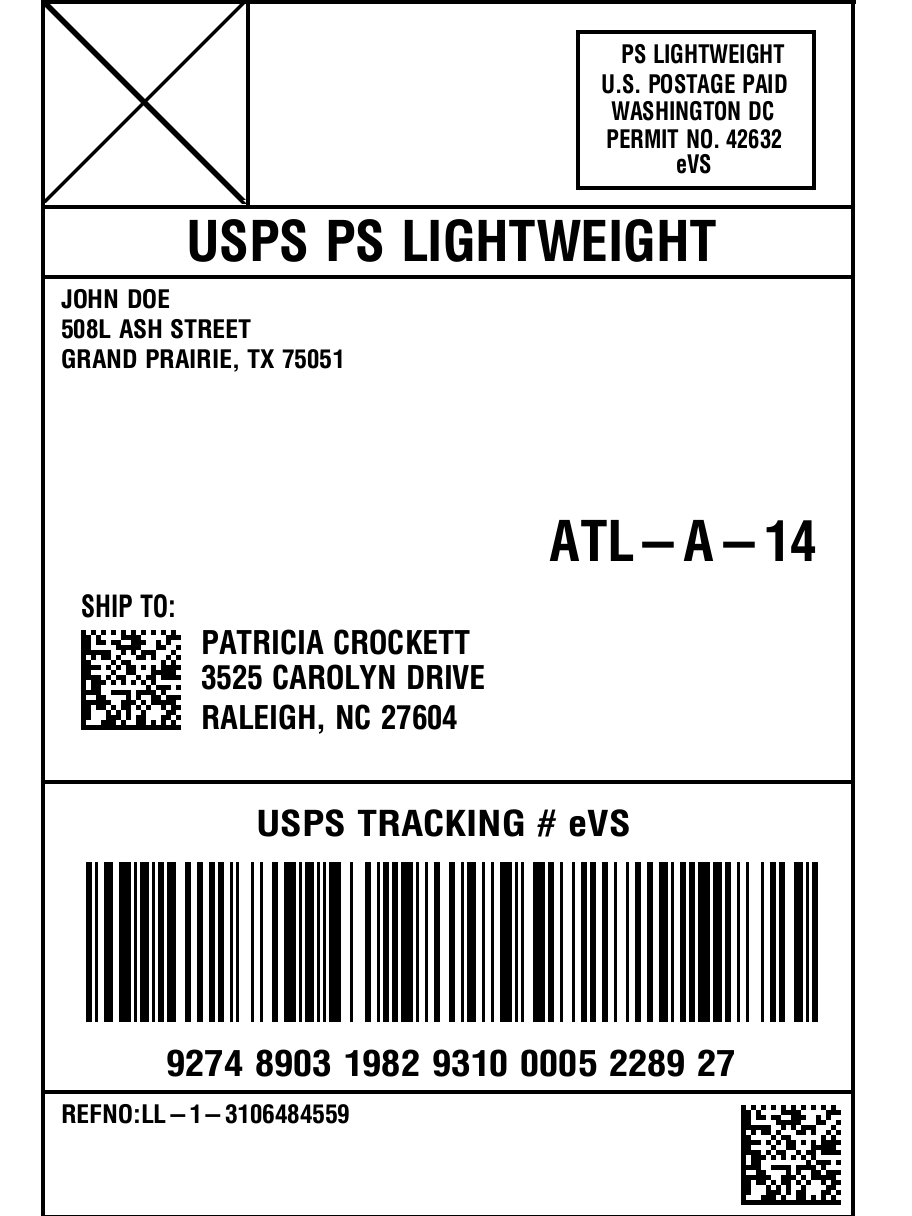 PS LIGHTWEIGHT
U.S. POSTAGE PAID
WASHINGTON DC
PERMIT NO. 42632
eVS
USPS PS LIGHTWEIGHT
JOHN DOE
508L ASH STREET
GRAND PRAIRIE, TX 75051
ATL–A–14
SHIP TO:
PATRICIA CROCKETT
3525 CAROLYN DRIVE
RALEIGH, NC 27604
USPS TRACKING # eVS
9274 8903 1982 9310 0005 2289 27
REFNO:LL–1–3106484559